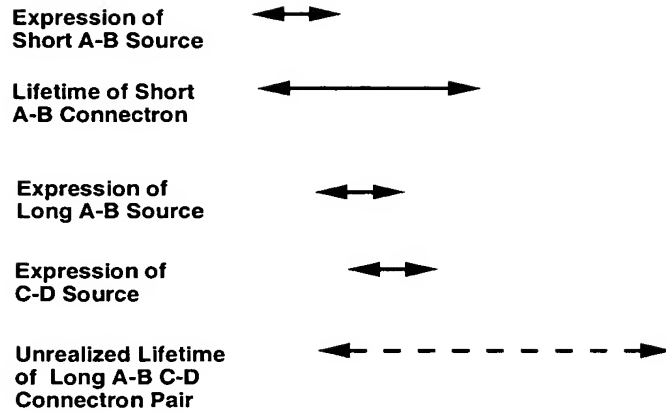 Expression of
Short A-B Source
Lifetime of Short
A-B Connectron
Expression of
Long A-B Source
Expression of
C-D Source
Unrealized Lifetime
of Long A-B C-D
Connectron Pair